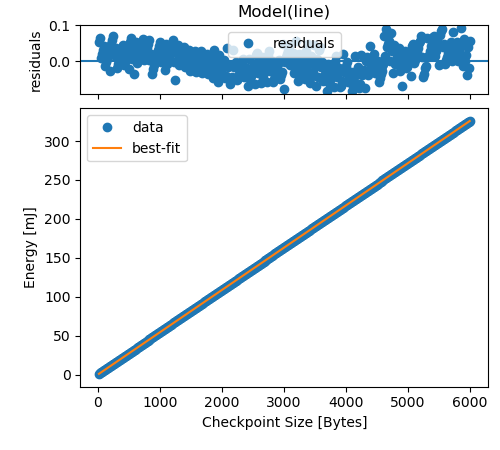 Model(line)
residuals
0.1
0.0
residuals
data
best-fit
Energy [mJ]
300
250
200
150
100
50
0
0 1000 2000 3000 4000 5000 6000
Checkpoint Size [Bytes]